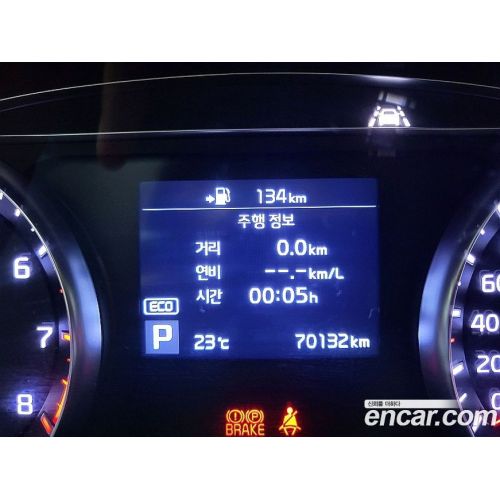 134km
주행 정보
거리 0.0km
연비 --.-km/L
시간 00:05h
ECO
P 23℃ 70132km
6
7
8
60
40
20
0
(!) (P)
BRAKE
신뢰를 더하다
encar.com